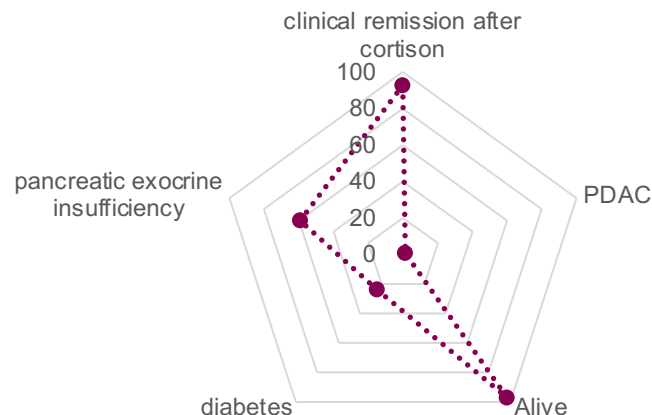 clinical remission after
cortison
100
80
60
40
20
0
PDAC
pancreatic exocrine
insufficiency
diabetes
Alive